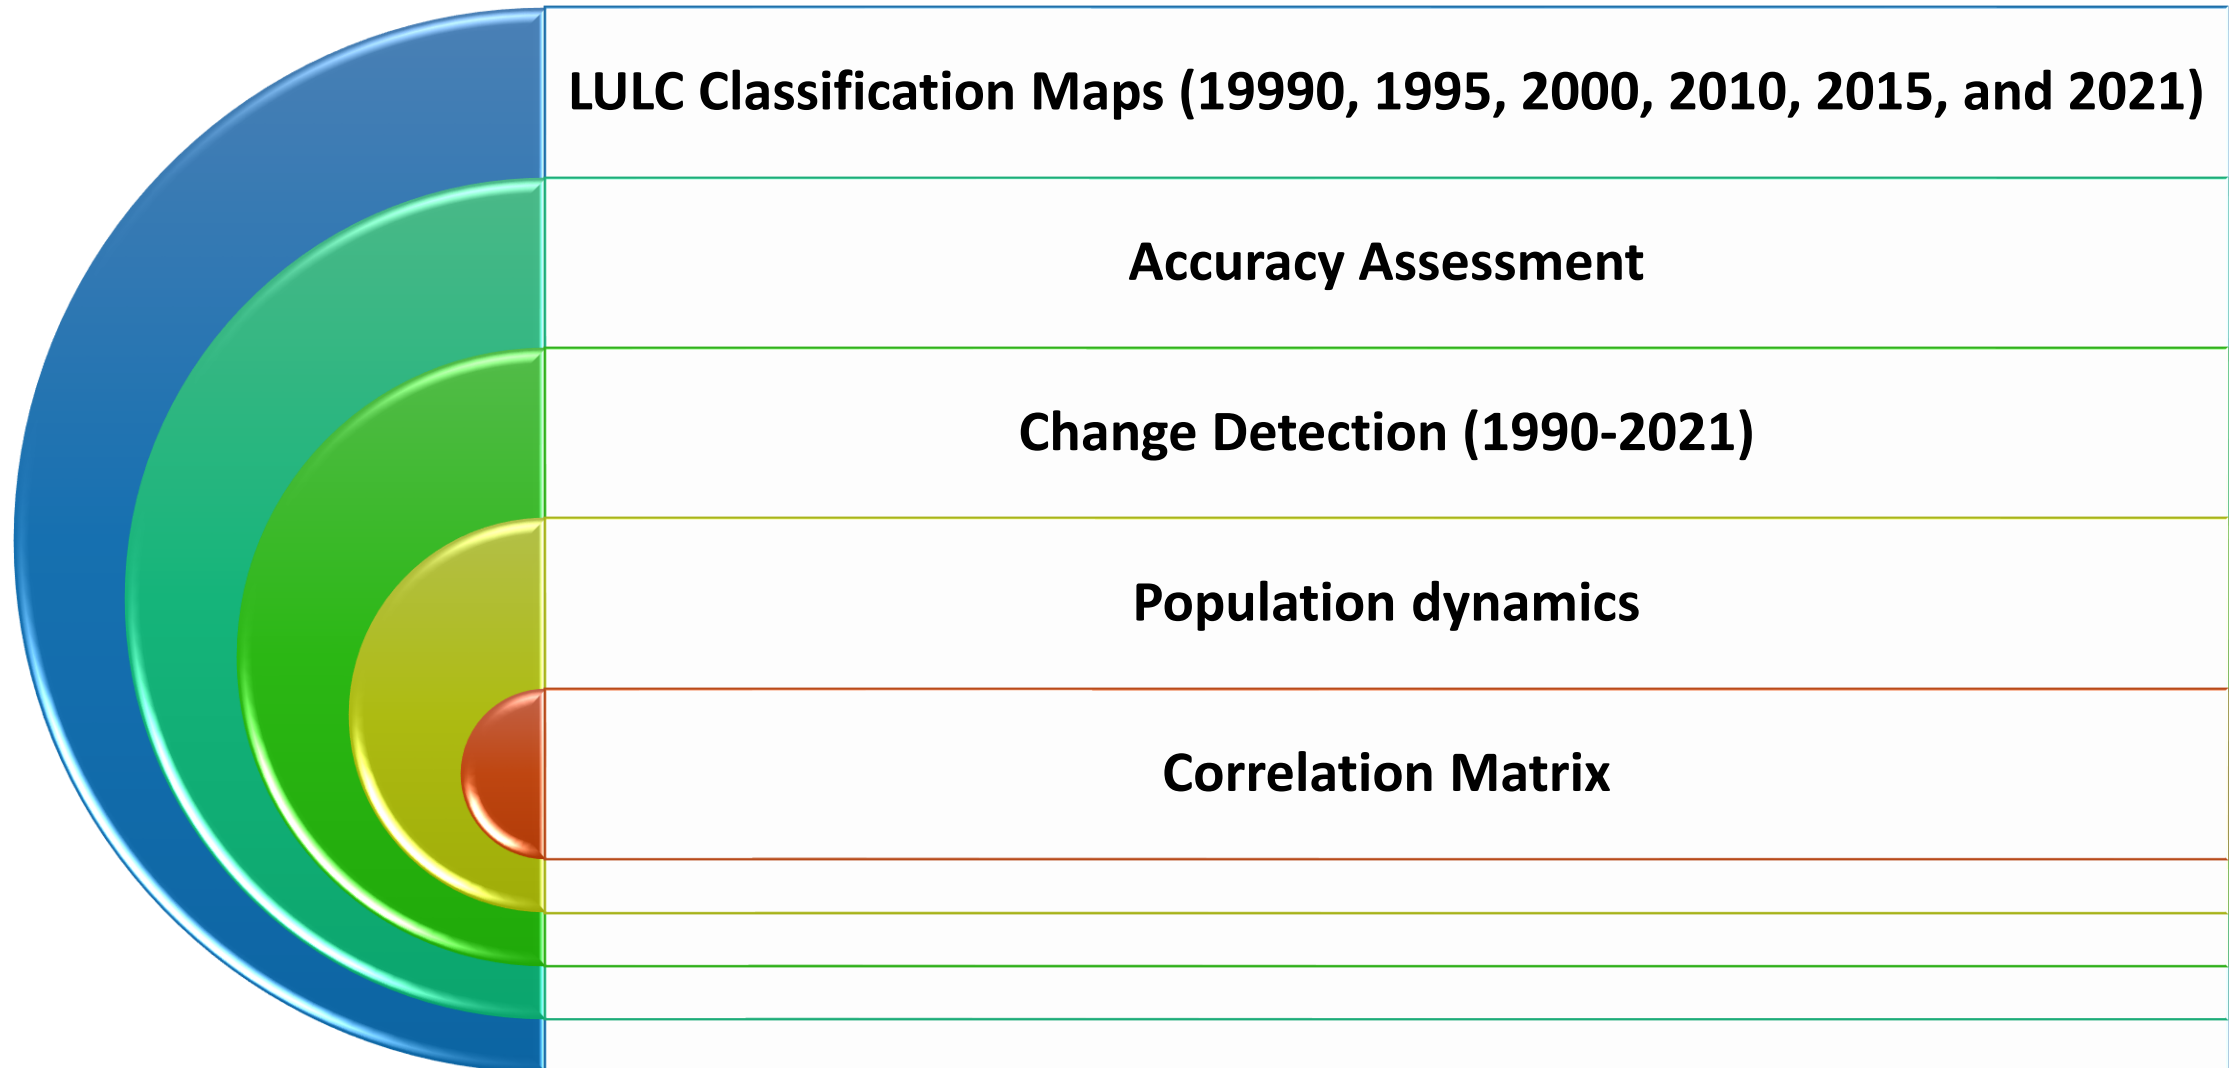 LULC Classification Maps (19990, 1995, 2000, 2010, 2015, and 2021)
Accuracy Assessment
Change Detection (1990-2021)
Population dynamics
Correlation Matrix